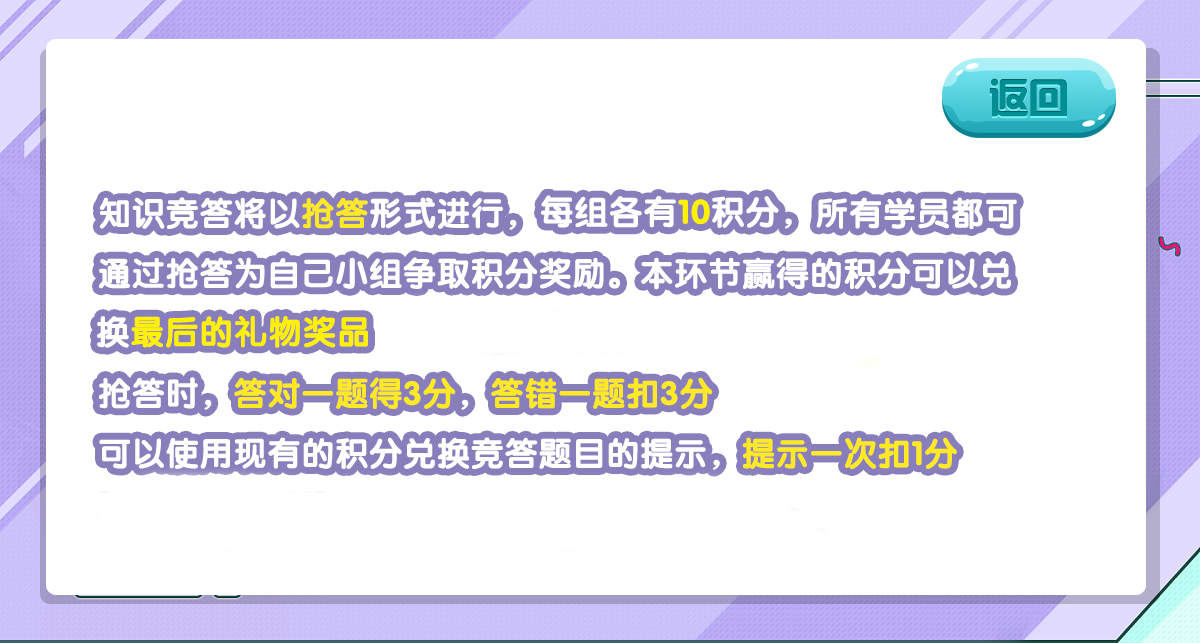 返回
知识竞答将以抢答形式进行，每组各有10积分，所有学员都可
通过抢答为自己小组争取积分奖励。本环节赢得的积分可以兑
换最后的礼物奖品
抢答时，答对一题得3分，答错一题扣3分
可以使用现有的积分兑换竞答题目的提示，提示一次扣1分